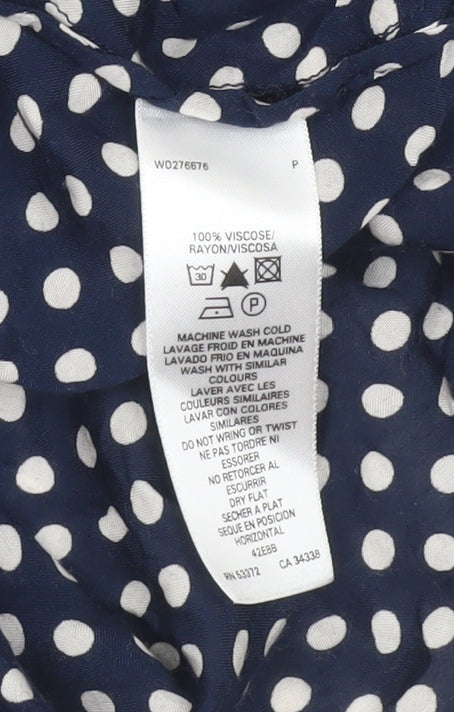 WD276676 P
100% VISCOSE/
RAYON/VISCOSA
30
P
MACHINE WASH COLD
LAVAGE FROID EN MACHINE
LAVADO FRIO EN MAQUINA
WASH WITH SIMILAR
COLOURS
LAVER AVEC LES
COULEURS SIMILAIRES
LAVAR CON COLORES
SIMILARES
DO NOT WRING OR TWIST
NE PAS TORDRE NI
ESSORER
NO RETORCER AL
ESCURRIR
DRY FLAT
SECHER A PLAT
SEQUE EN POSICION
HORIZONTAL
42EBB
RN 53372 CA 34338